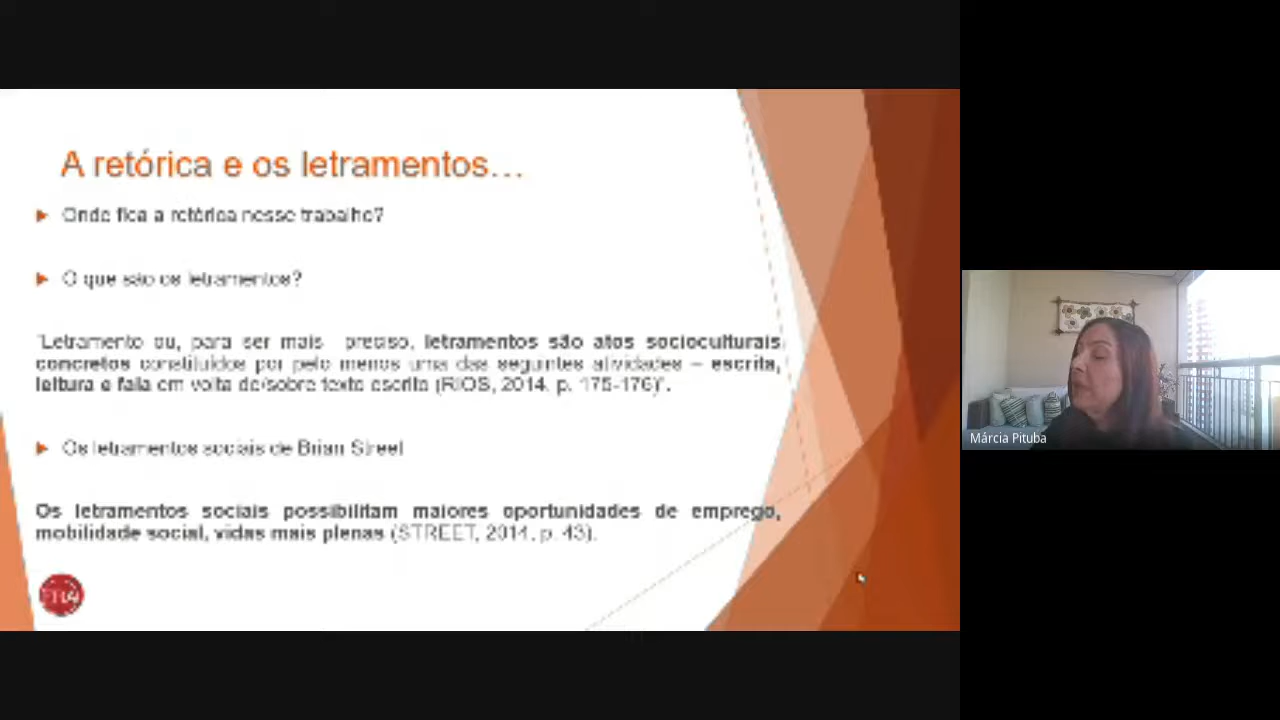 A retórica e os letramentos...
Onde fica a retórica nesse trabalho?
O que são os letramentos?
"Letramento ou, para ser mais preciso, letramentos são atos socioculturais
concretos constituídos por pelo menos uma das seguintes atividades – escrita,
leitura e fala em volta de/sobre texto escrito (RIOS, 2014, p. 175-176)".
Os letramentos sociais de Brian Street
Os letramentos sociais possibilitam maiores oportunidades de emprego,
mobilidade social, vidas mais plenas (STREET, 2014, p. 43).
Márcia Pituba